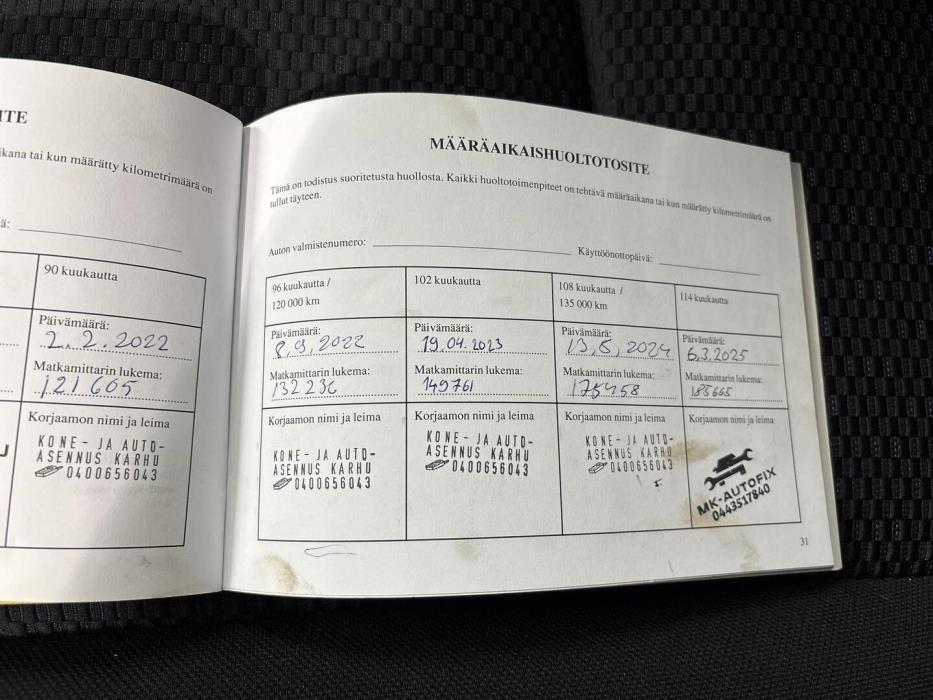 ITE
ikana tai kun määrätty kilometrimäärä on
ä:
90 kuukautta
Päivämäärä:
2.2.2022
Matkamittarin lukema:
121665
Korjaamon nimi ja leima
KONE- JA AUTO-
ASENNUS KARHU
0400656043
MÄÄRÄAIKAISHUOLTOTOSITE
Tämä on todistus suoritetusta huollosta. Kaikki huoltotoimenpiteet on tehtävä määräaikana tai kun määrätty kilometrimäärä on
tullut täyteen.
Auton valmistenumero:
Käyttöönottopäivä:
96 kuukautta /
120 000 km
Päivämäärä:
8,9,2022
Matkamittarin lukema:
132236
Korjaamon nimi ja leima
KONE- JA AUTO-
ASENNUS KARHU
0400656043
102 kuukautta
Päivämäärä:
19.04.2023
Matkamittarin lukema:
149761
Korjaamon nimi ja leima
KONE- JA AUTO-
ASENNUS KARHU
0400656043
108 kuukautta /
135 000 km
Päivämäärä:
13,5,2024
Matkamittarin lukema:
175458
Korjaamon nimi ja leima
KONE- JA AUTO-
ASENNUS KARHU
0400656043
114 kuukautta
Päivämäärä:
6.3.2025
Matkamittarin lukema:
185665
Korjaamon nimi ja leima
MK-AUTOFIX
0443517840
31